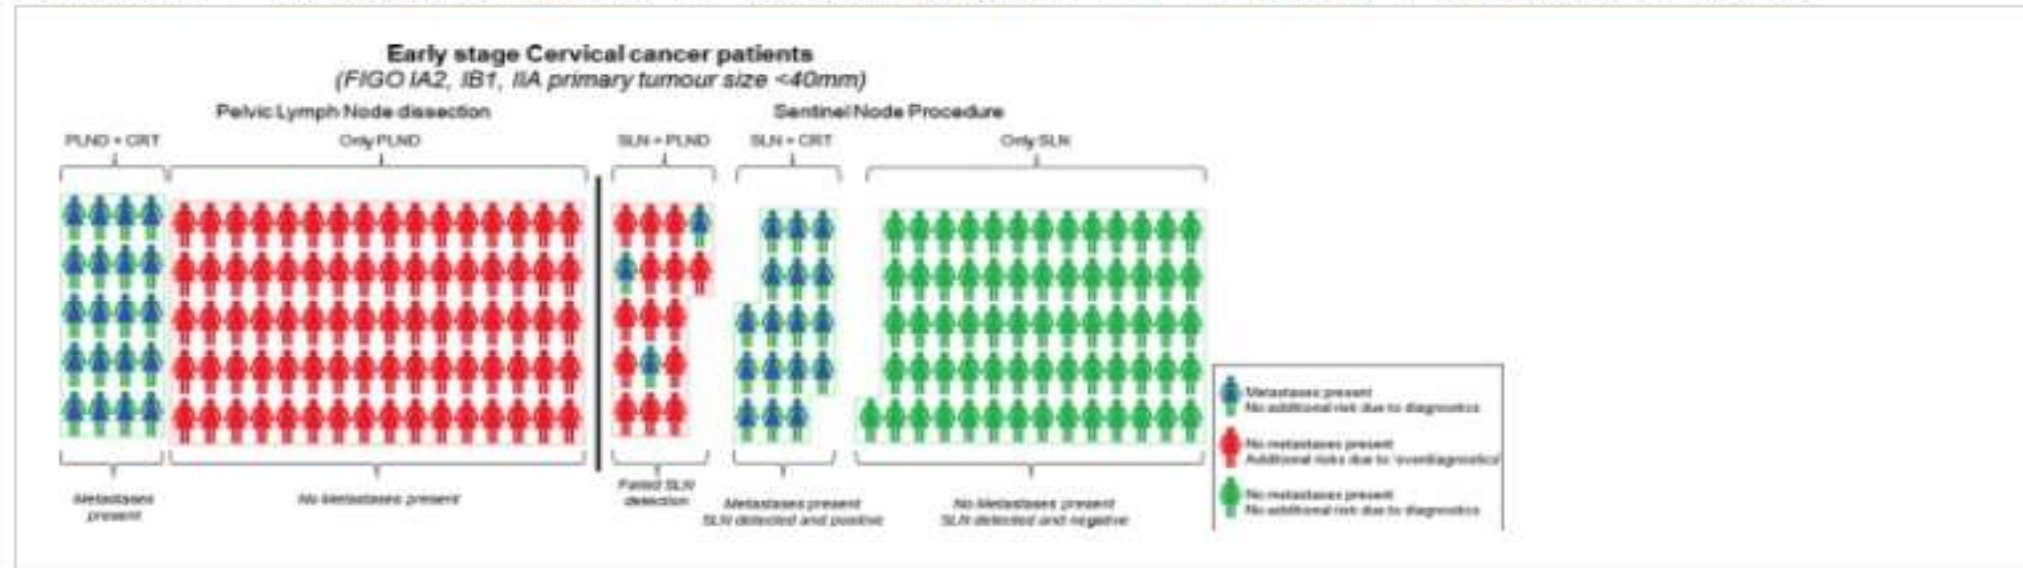 Early stage Cervical cancer patients
(FIGO IA2, IB1, IIA primary tumour size <40mm)
Pelvic Lymph Node dissection
Sentinel Node Procedure
PLND + CRT
Only PLND
SLN + PLND
SLN + CRT
Only SLN
Metastases
present
No Metastases present
Failed SLN
detection
Metastases present
SLN detected and positive
No Metastases present
SLN detected and negative
Metastases present
No additional risk due to diagnostics
No metastases present
Additional risks due to 'overdiagnostics'
No metastases present
No additional risk due to diagnostics